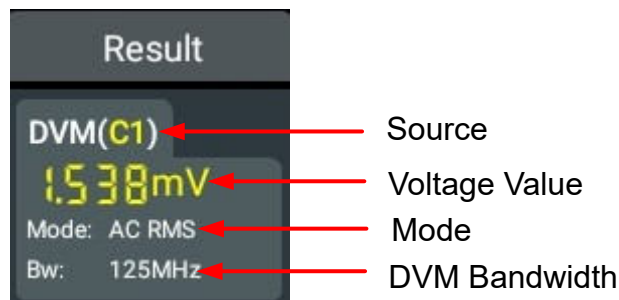 Result
DVM(C1) Source
1.538mV Voltage Value
Mode: AC RMS Mode
Bw: 125MHz DVM Bandwidth